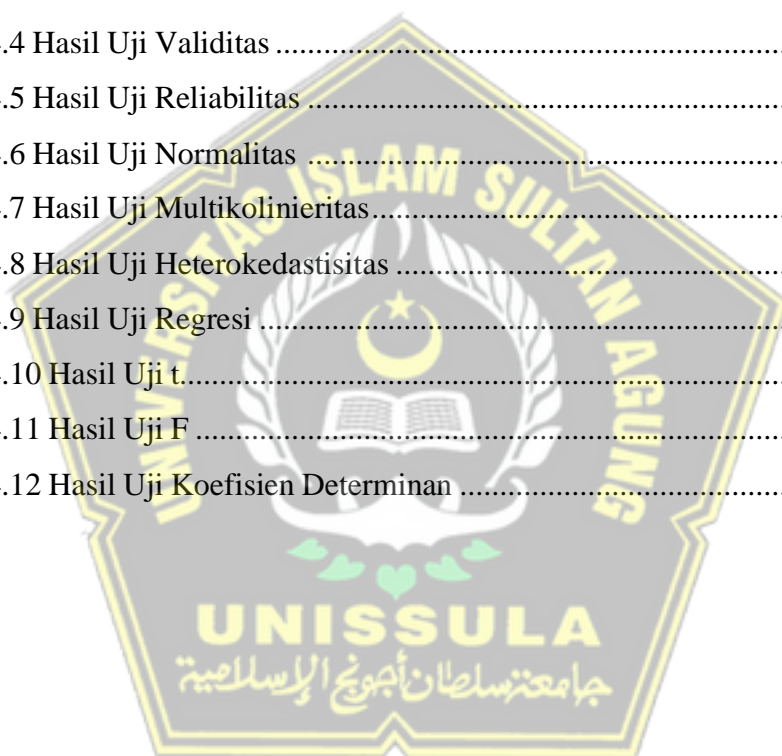 .4 Hasil Uji Validitas ....................................................................
.5 Hasil Uji Reliabilitas ................................................................
.6 Hasil Uji Normalitas ................................................................
.7 Hasil Uji Multikolinieritas.......................................................
.8 Hasil Uji Heterokedastisitas ...................................................
.9 Hasil Uji Regresi ........................................................................
.10 Hasil Uji t...................................................................................
.11 Hasil Uji F .................................................................................
.12 Hasil Uji Koefisien Determinan .........................................
UNIVERSITAS ISLAM SULTAN AGUNG
UNISSULA
جامعتنسلطان أجونج الإسلامية